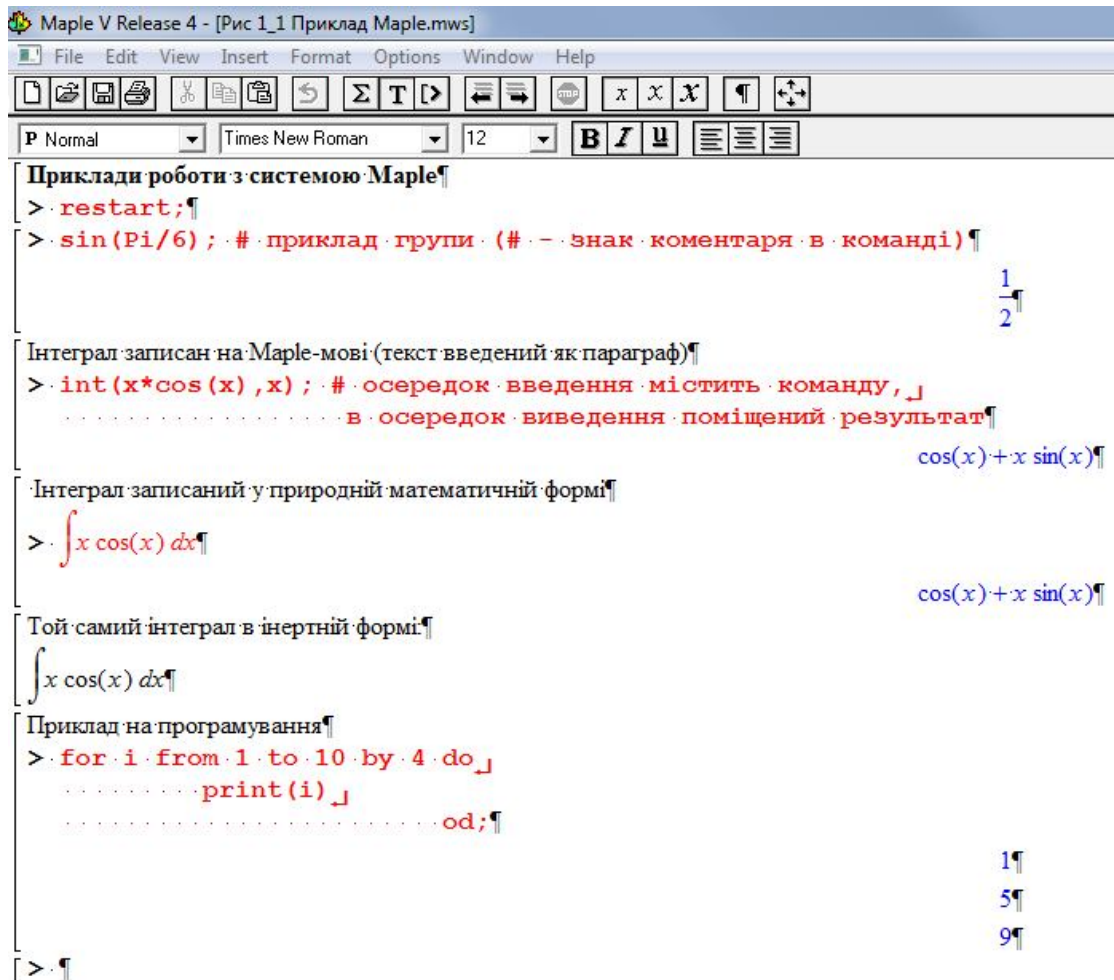 Maple V Release 4 - [Рис 1_1 Приклад Maple.mws]
File Edit View Insert Format Options Window Help
Σ T [> STOP x x x ¶
P Normal Times New Roman 12 B I u
Приклади·роботи·з·системою·Maple¶
>·restart;¶
>·sin(Pi/6);·#·приклад·групи·(#·-·знак·коментаря·в·команді)¶
1/2¶
Інтеграл·записан·на·Maple-мові·(текст·введений·як·параграф)¶
>·int(x*cos(x),x);·#·осередок·введення·містить·команду,↵
·················в·осередок·виведення·поміщений·результат¶
cos(x)·+·x sin(x)¶
·Інтеграл·записаний·у·природній·математичній·формі¶
>·∫x cos(x) dx¶
cos(x)·+·x sin(x)¶
Той·самий·інтеграл·в·інертній·формі:¶
∫x cos(x) dx¶
Приклад·на·програмування¶
>·for·i·from·1·to·10·by·4·do↵
·········print(i)↵
·························od;¶
1¶
5¶
9¶
>·¶